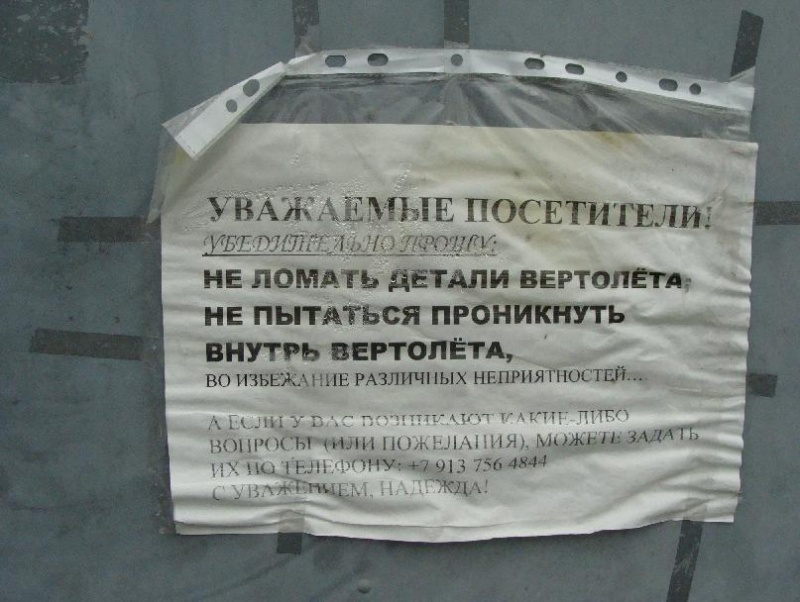 УВАЖАЕМЫЕ ПОСЕТИТЕЛИ!
УБЕДИТЕЛЬНО ПРОШУ:
НЕ ЛОМАТЬ ДЕТАЛИ ВЕРТОЛЁТА,
НЕ ПЫТАТЬСЯ ПРОНИКНУТЬ
ВНУТРЬ ВЕРТОЛЁТА,
ВО ИЗБЕЖАНИЕ РАЗЛИЧНЫХ НЕПРИЯТНОСТЕЙ...
А ЕСЛИ У ВАС ВОЗНИКАЮТ КАКИЕ-ЛИБО
ВОПРОСЫ (ИЛИ ПОЖЕЛАНИЯ), МОЖЕТЕ ЗАДАТЬ
ИХ ПО ТЕЛЕФОНУ: +7 913 756 4844
С УВАЖЕНИЕМ, НАДЕЖДА!